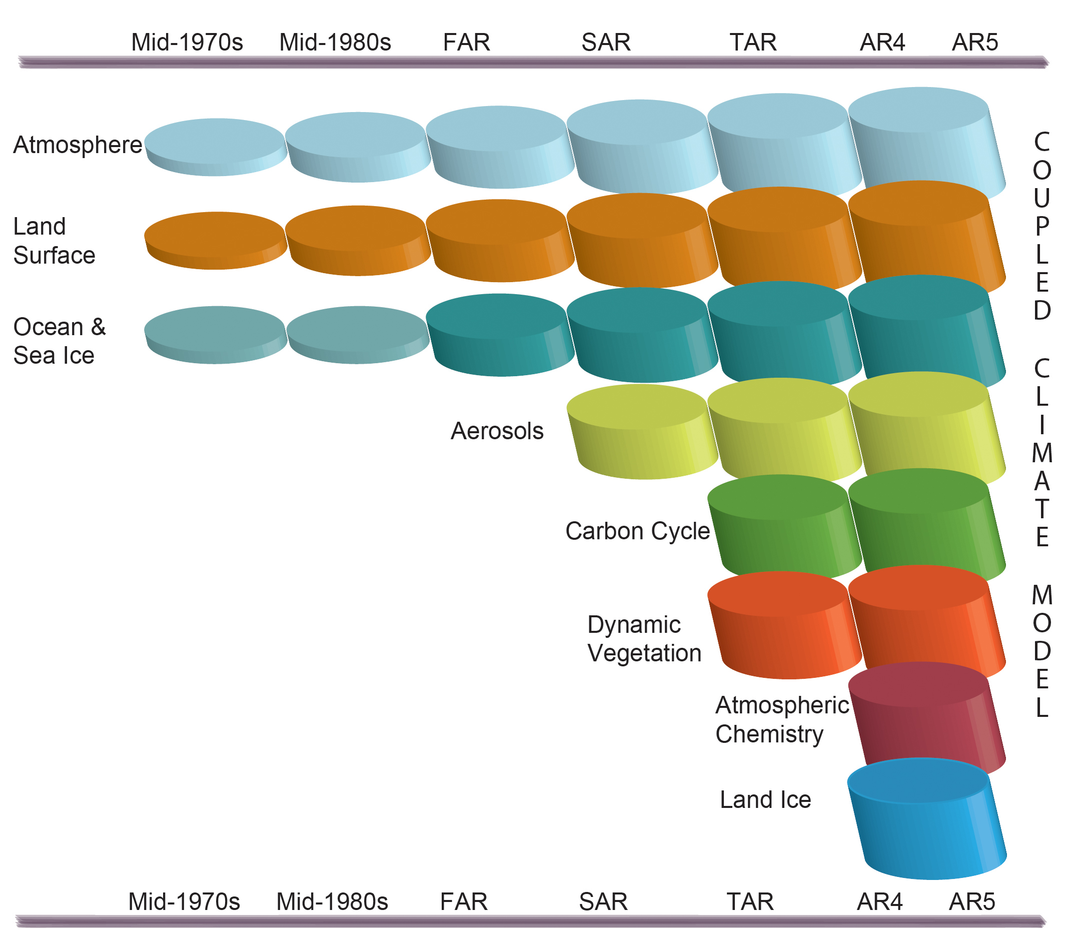 Mid-1970s Mid-1980s FAR SAR TAR AR4 AR5
Atmosphere
Land
Surface
Ocean &
Sea Ice
Aerosols
Carbon Cycle
Dynamic
Vegetation
Atmospheric
Chemistry
Land Ice
COUPLED CLIMATE MODEL
Mid-1970s Mid-1980s FAR SAR TAR AR4 AR5